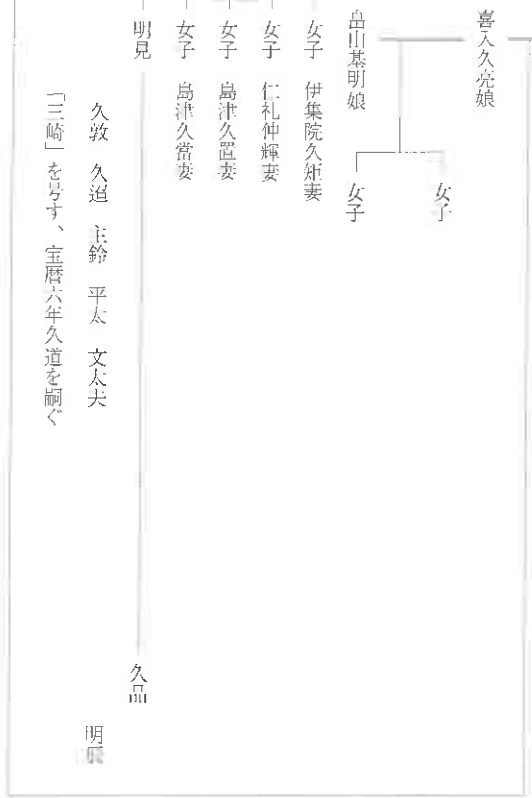 喜入久亮娘
女子
畠山基明娘
女子
女子 伊集院久矩妻
女子 仁礼仲輝妻
女子 島津久置妻
女子 島津久當妻
明見
久品
久敦 久道 主鈴 平太 文太夫
明
「三崎」を号す、宝暦六年久道を嗣ぐ